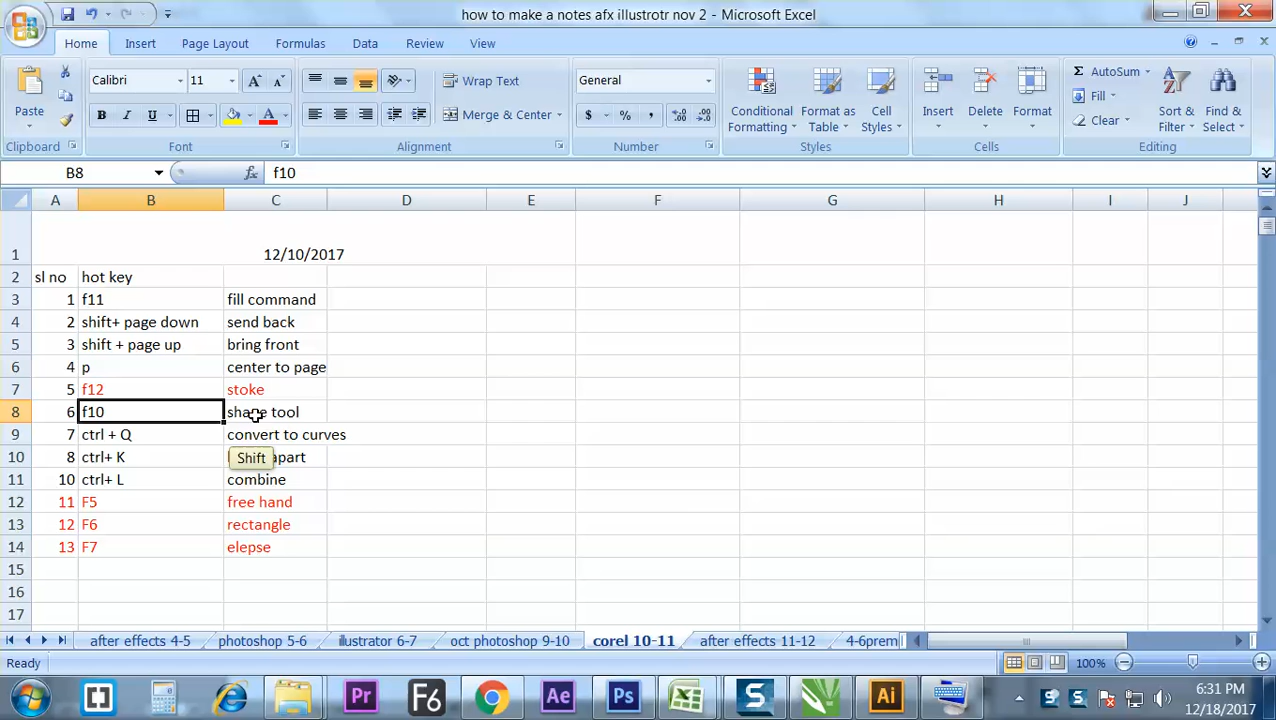 how to make a notes afx illustrotr nov 2 - Microsoft Excel
Home Insert Page Layout Formulas Data Review View
Calibri 11 Wrap Text General
Paste Merge & Center Conditional Formatting Format as Table Cell Styles Insert Delete Format AutoSum Fill Clear Sort & Filter Find & Select
Clipboard Font Alignment Number Styles Cells Editing
B8 f10
A B C D E F G H I J
1 12/10/2017
2 sl no hot key
3 1 f11 fill command
4 2 shift+ page down send back
5 3 shift + page up bring front
6 4 p center to page
7 5 f12 stoke
8 6 f10 shape tool
9 7 ctrl + Q convert to curves
10 8 ctrl+ K apart
Shift
11 10 ctrl+ L combine
12 11 F5 free hand
13 12 F6 rectangle
14 13 F7 elepse
15
16
17
after effects 4-5 photoshop 5-6 illustrator 6-7 oct photoshop 9-10 corel 10-11 after effects 11-12 4-6prem
Ready 100%
Pr F6 Ae Ps S Ai 6:31 PM
12/18/2017